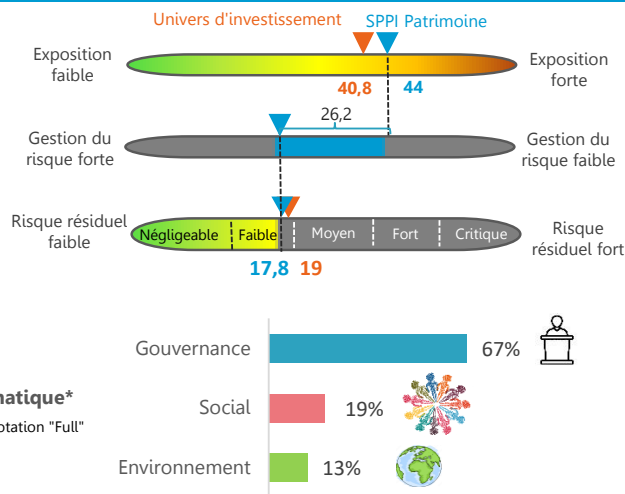 Univers d'investissement SPPI Patrimoine
Exposition
faible
Exposition
forte
40,8 44
26,2
Gestion du
risque forte
Gestion du
risque faible
Risque résiduel
faible
Négligeable Faible Moyen Fort Critique
Risque
résiduel fort
17,8 19
Gouvernance 67%
matique*
Social 19%
otation "Full"
Environnement 13%